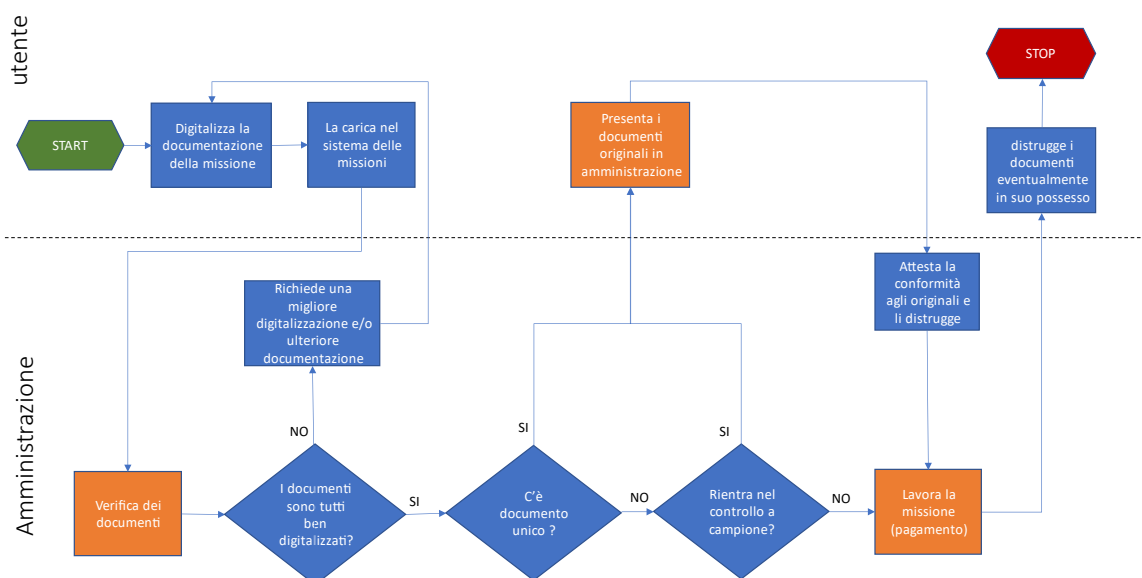 utente
START
Digitalizza la
documentazione
della missione
La carica nel
sistema delle
missioni
Presenta i
documenti
originali in
amministrazione
STOP
distrugge i
documenti
eventualmente
in suo possesso
Amministrazione
Richiede una
migliore
digitalizzazione e/o
ulteriore
documentazione
Attesta la
conformità
agli originali e
li distrugge
NO
SI
SI
Verifica dei
documenti
I documenti
sono tutti
ben
digitalizzati?
SI
C'è
documento
unico ?
NO
Rientra nel
controllo a
campione?
NO
Lavora la
missione
(pagamento)